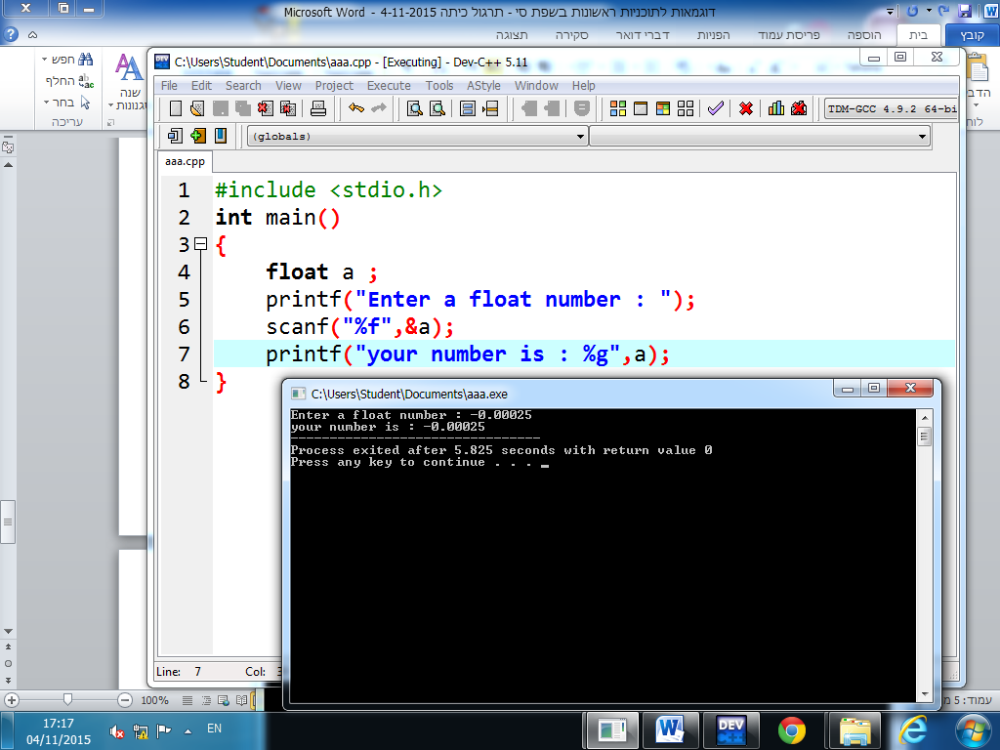 דוגמאות לתוכניות ראשונות בשפת סי - תרגול כיתה 4-11-2015 - Microsoft Word
קובץ בית הוספה פריסת עמוד הפניות דברי דואר סקירה תצוגה
חפש
החלף
בחר
עריכה
שנה
C:\Users\Student\Documents\aaa.cpp - [Executing] - Dev-C++ 5.11
File Edit Search View Project Execute Tools AStyle Window Help
TDM-GCC 4.9.2 64-bi
(globals)
aaa.cpp
1 #include <stdio.h>
2 int main()
3 {
4 float a ;
5 printf("Enter a float number : ");
6 scanf("%f",&a);
7 printf("your number is : %g",a);
8 }
C:\Users\Student\Documents\aaa.exe
Enter a float number : -0.00025
your number is : -0.00025
--------------------------------
Process exited after 5.825 seconds with return value 0
Press any key to continue . . . _
Line: 7 Col:
100%
עמוד: 5
17:17
04/11/2015
EN
DEV